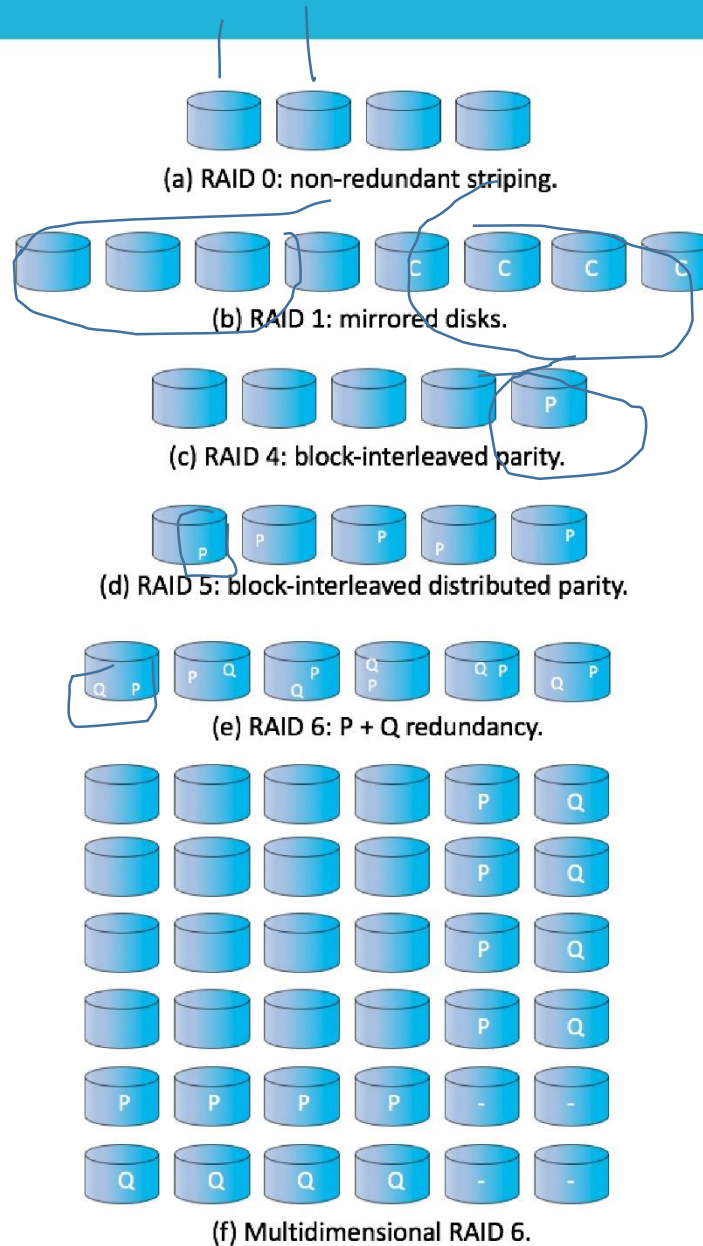 (a) RAID 0: non-redundant striping.
C C C C
(b) RAID 1: mirrored disks.
P
(c) RAID 4: block-interleaved parity.
P P P P P
(d) RAID 5: block-interleaved distributed parity.
Q P P Q Q P Q P Q P Q P
(e) RAID 6: P + Q redundancy.
P Q
P Q
P Q
P Q
P P P P - -
Q Q Q Q - -
(f) Multidimensional RAID 6.